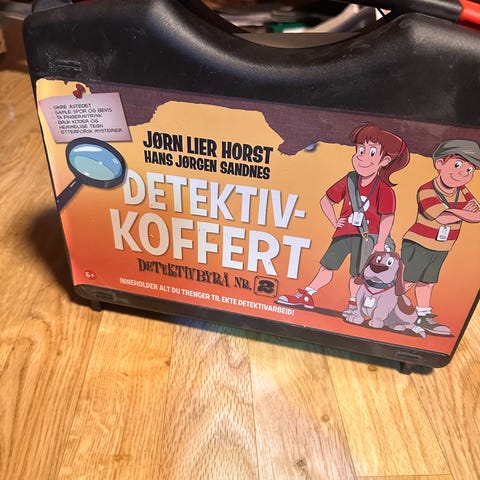 - SIKRE ÅSTEDET
- SAMLE SPOR OG BEVIS
- TA FINGERAVTRYKK
- BRUK KODER OG
HEMMELIGE TEGN
- ETTERFORSK MYSTERIER
JØRN LIER HORST
HANS JØRGEN SANDNES
DETEKTIV-
KOFFERT
DETEKTIVBYRÅ NR. 2
6+
INNEHOLDER ALT DU TRENGER TIL EKTE DETEKTIVARBEID!